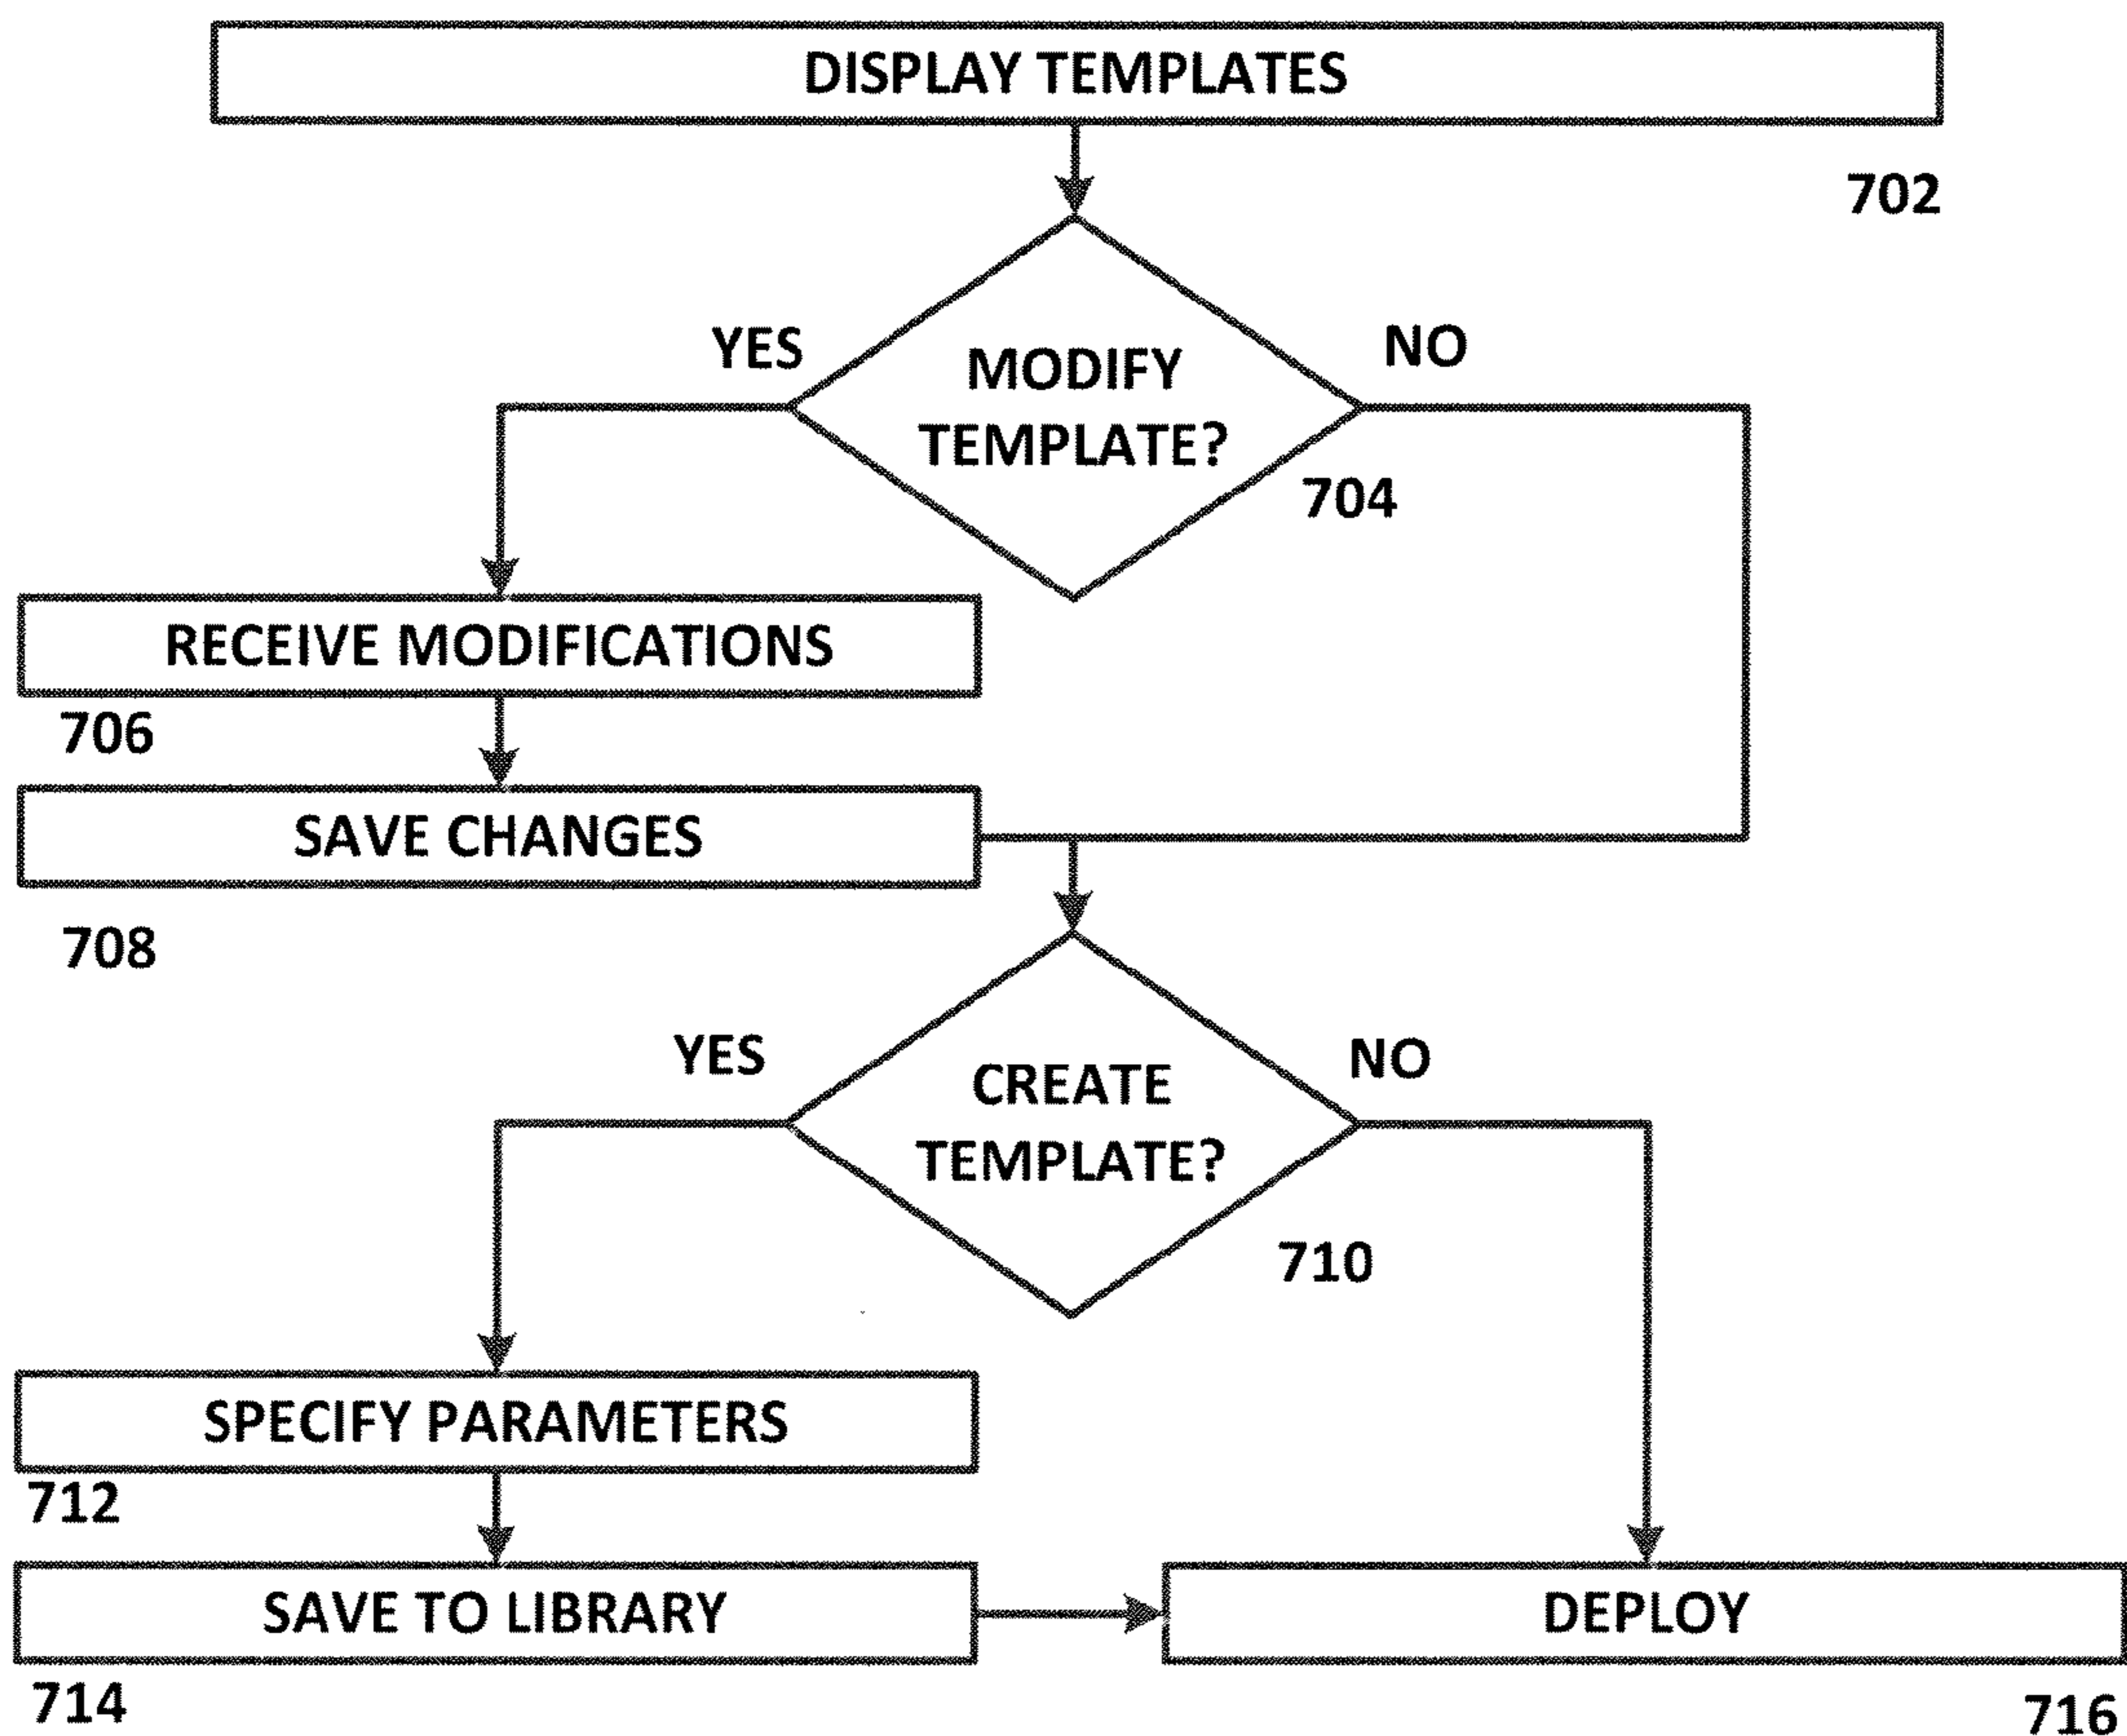 DISPLAY TEMPLATES
702
YES
NO
MODIFY
TEMPLATE?
704
RECEIVE MODIFICATIONS
706
SAVE CHANGES
708
YES
NO
CREATE
TEMPLATE?
710
SPECIFY PARAMETERS
712
SAVE TO LIBRARY
DEPLOY
714
716